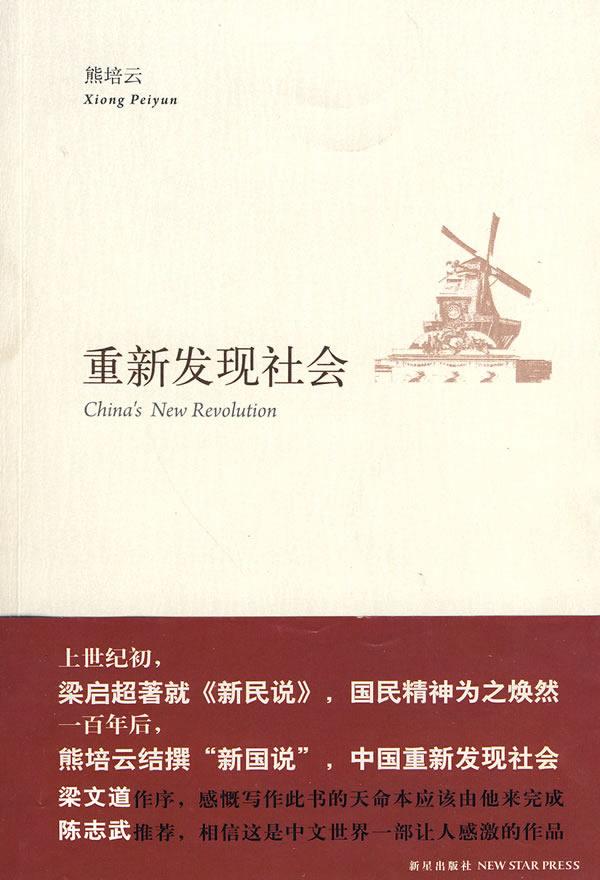 熊培云
Xiong Peiyun
重新发现社会
China's New Revolution
上世纪初，
梁启超著就《新民说》，国民精神为之焕然
一百年后，
熊培云结撰“新国说”，中国重新发现社会
梁文道作序，感慨写作此书的天命本应该由他来完成
陈志武推荐，相信这是中文世界一部让人感激的作品
新星出版社 NEW STAR PRESS